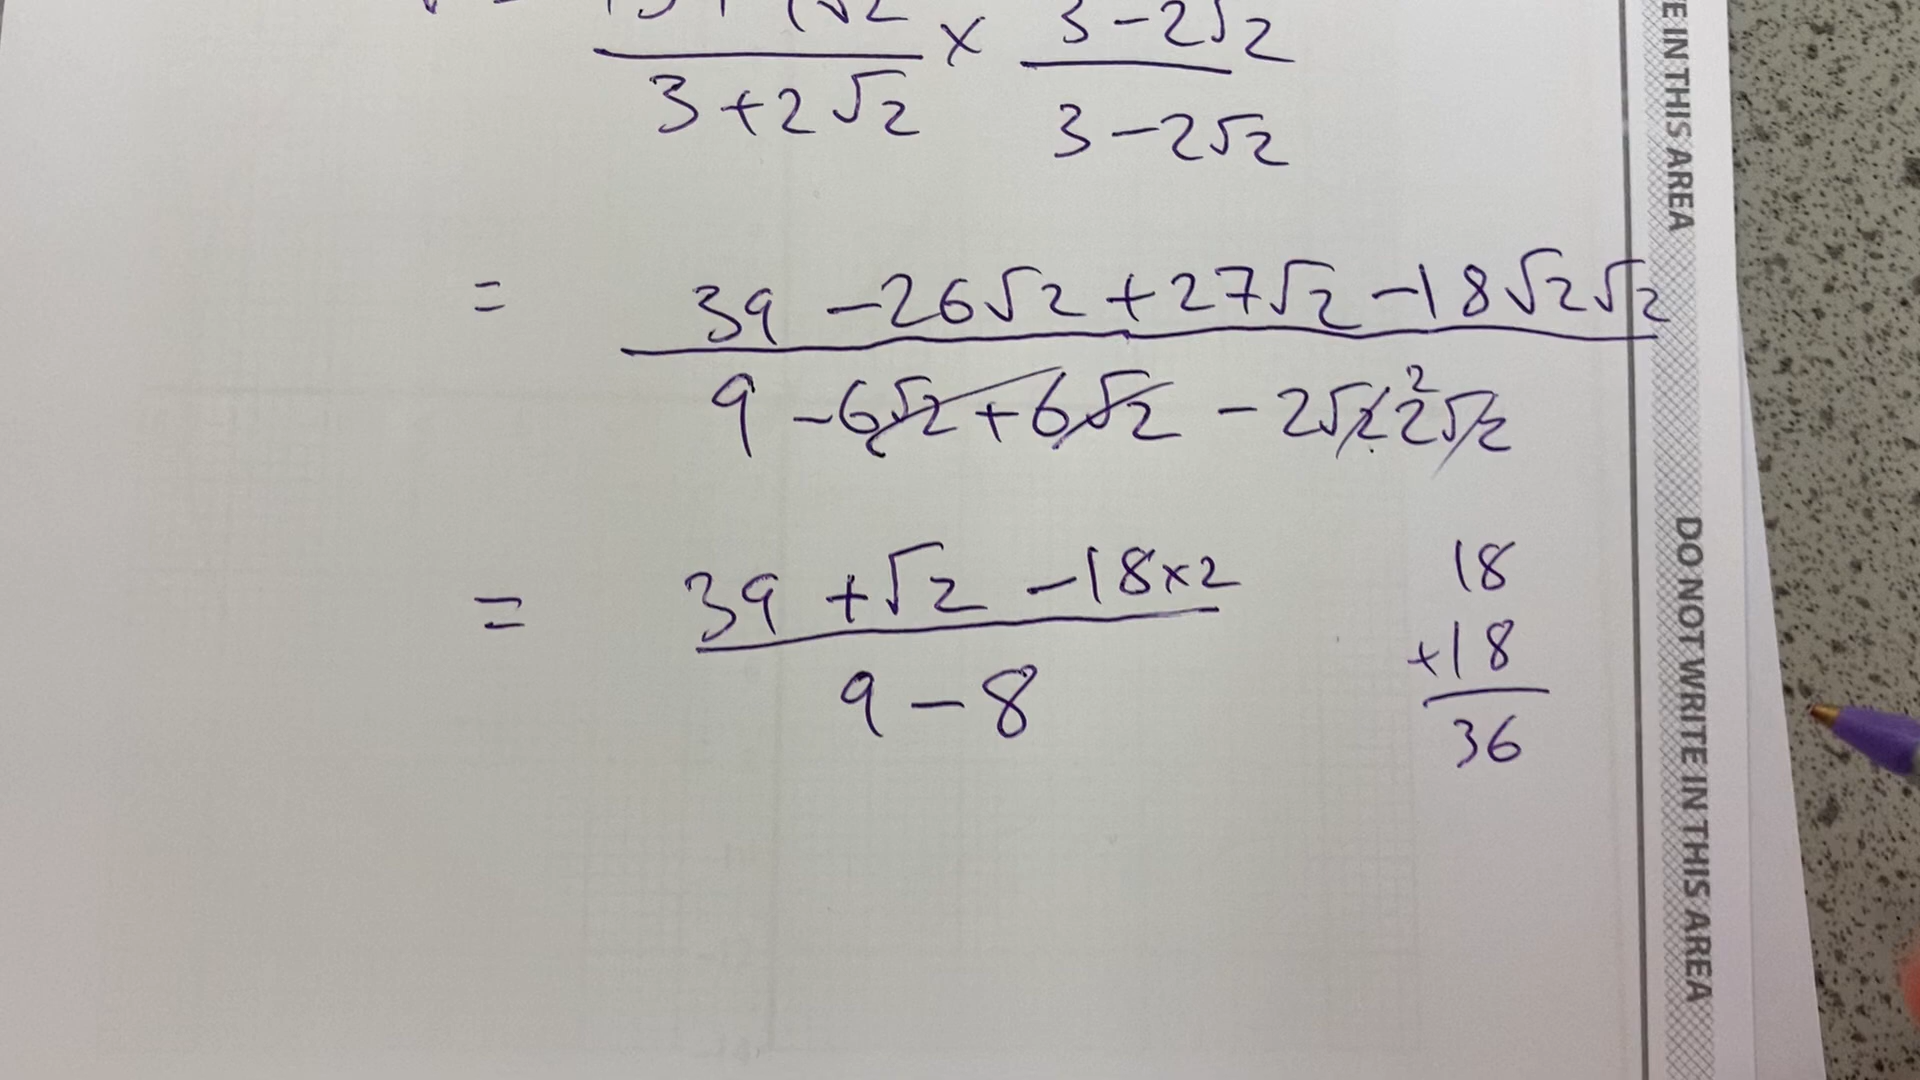 3 - 2√2
× 
3 + 2√2 3 - 2√2
= 39 - 26√2 + 27√2 - 18√2√2
9 - 6√2 + 6√2 - 2√2 2 2√2
= 39 + √2 - 18×2
9 - 8
18
+18
36
E IN THIS AREA
DO NOT WRITE IN THIS AREA